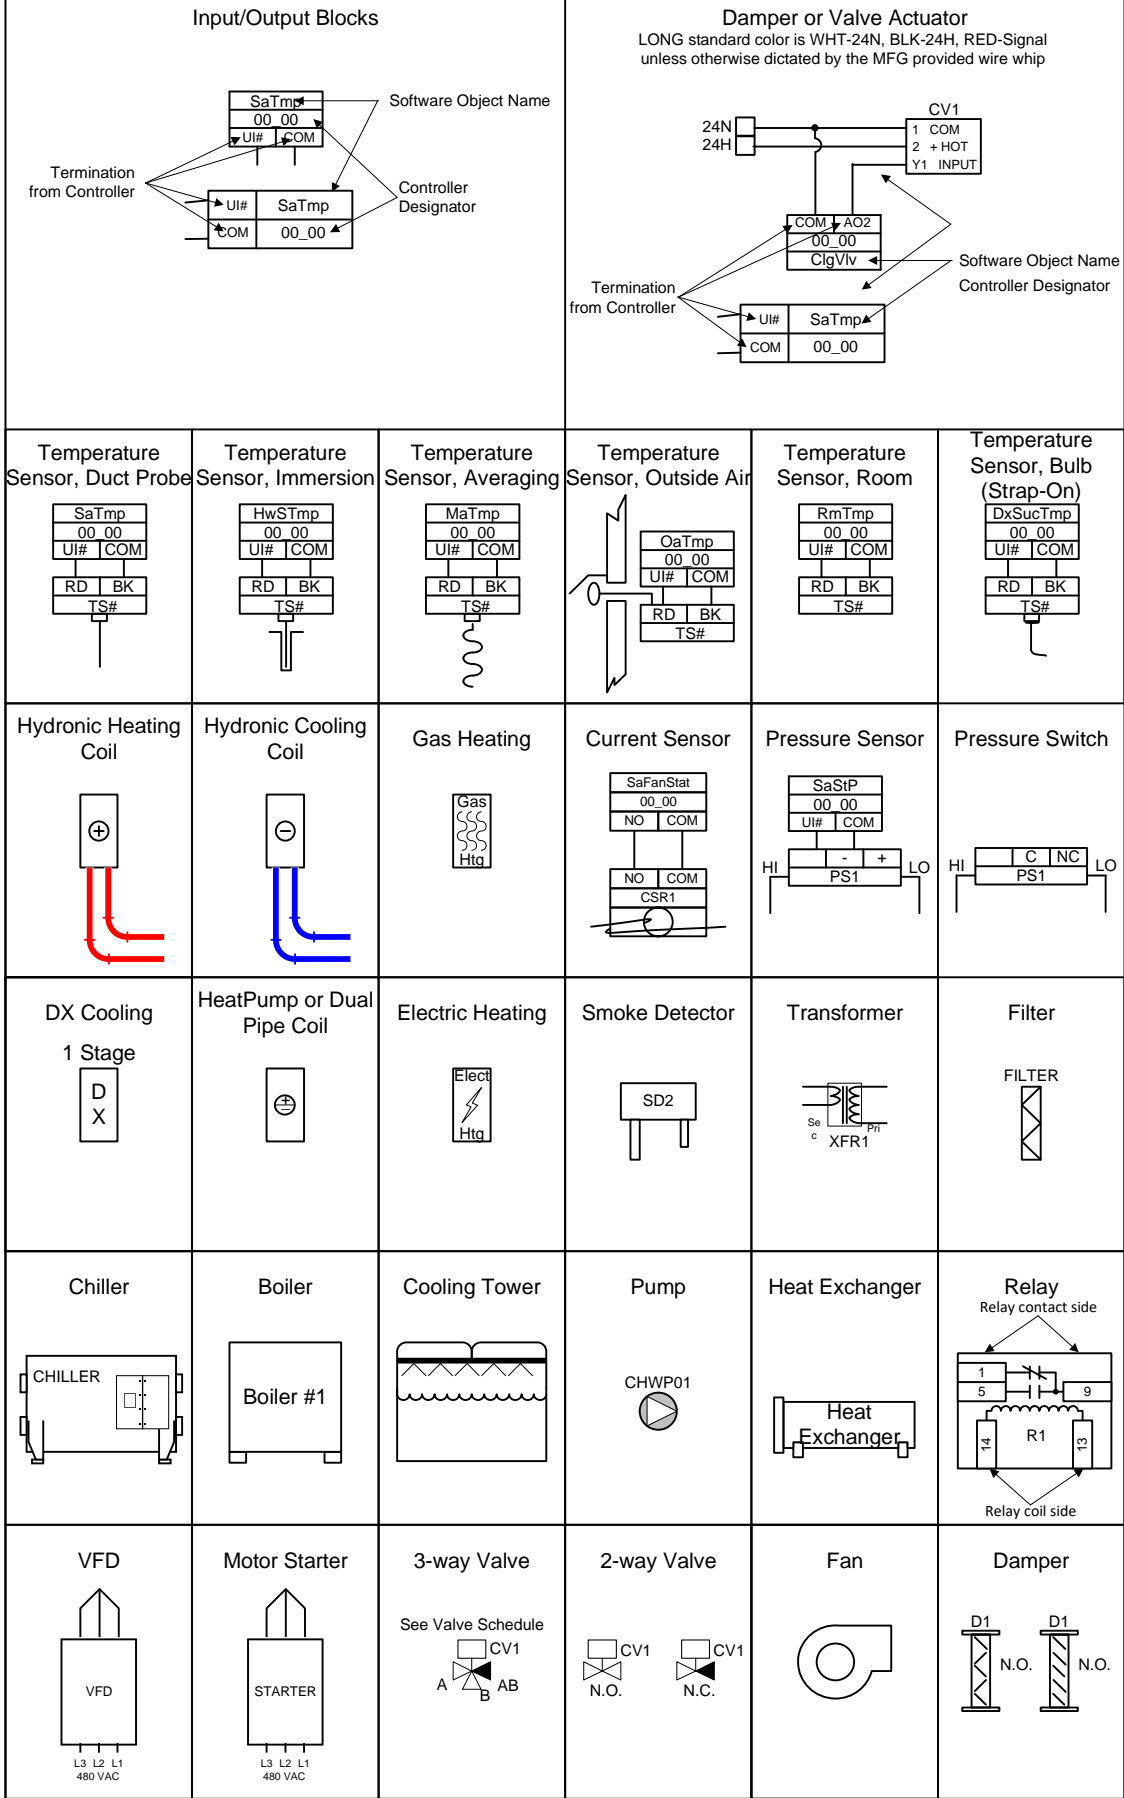 Input/Output Blocks
SaTmp
00_00
UI# COM
Software Object Name
Termination
from Controller
UI# SaTmp
COM 00_00
Controller
Designator
Damper or Valve Actuator
LONG standard color is WHT-24N, BLK-24H, RED-Signal
unless otherwise dictated by the MFG provided wire whip
24N
24H
CV1
1 COM
2 + HOT
Y1 INPUT
COM AO2
00_00
ClgVlv
Software Object Name
Controller Designator
Termination
from Controller
UI# SaTmp
COM 00_00
Temperature
Sensor, Duct Probe
SaTmp
00_00
UI# COM
RD BK
TS#
Temperature
Sensor, Immersion
HwSTmp
00_00
UI# COM
RD BK
TS#
Temperature
Sensor, Averaging
MaTmp
00_00
UI# COM
RD BK
TS#
Temperature
Sensor, Outside Air
OaTmp
00_00
UI# COM
RD BK
TS#
Temperature
Sensor, Room
RmTmp
00_00
UI# COM
RD BK
TS#
Temperature
Sensor, Bulb
(Strap-On)
DxSucTmp
00_00
UI# COM
RD BK
TS#
Hydronic Heating
Coil
Hydronic Cooling
Coil
Gas Heating
Gas
Htg
Current Sensor
SaFanStat
00_00
NO COM
NO COM
CSR1
Pressure Sensor
SaStP
00_00
UI# COM
HI - + LO
PS1
Pressure Switch
HI C NC LO
PS1
DX Cooling
1 Stage
D
X
HeatPump or Dual
Pipe Coil
Electric Heating
Elect
Htg
Smoke Detector
SD2
Transformer
Se
c
Pri
XFR1
Filter
FILTER
Chiller
CHILLER
Boiler
Boiler #1
Cooling Tower
Pump
CHWP01
Heat Exchanger
Heat
Exchanger
Relay
Relay contact side
1
5 9
14 R1 13
Relay coil side
VFD
VFD
L3 L2 L1
480 VAC
Motor Starter
STARTER
L3 L2 L1
480 VAC
3-way Valve
See Valve Schedule
CV1
A B AB
2-way Valve
CV1 CV1
N.O. N.C.
Fan
Damper
D1 D1
N.O. N.O.